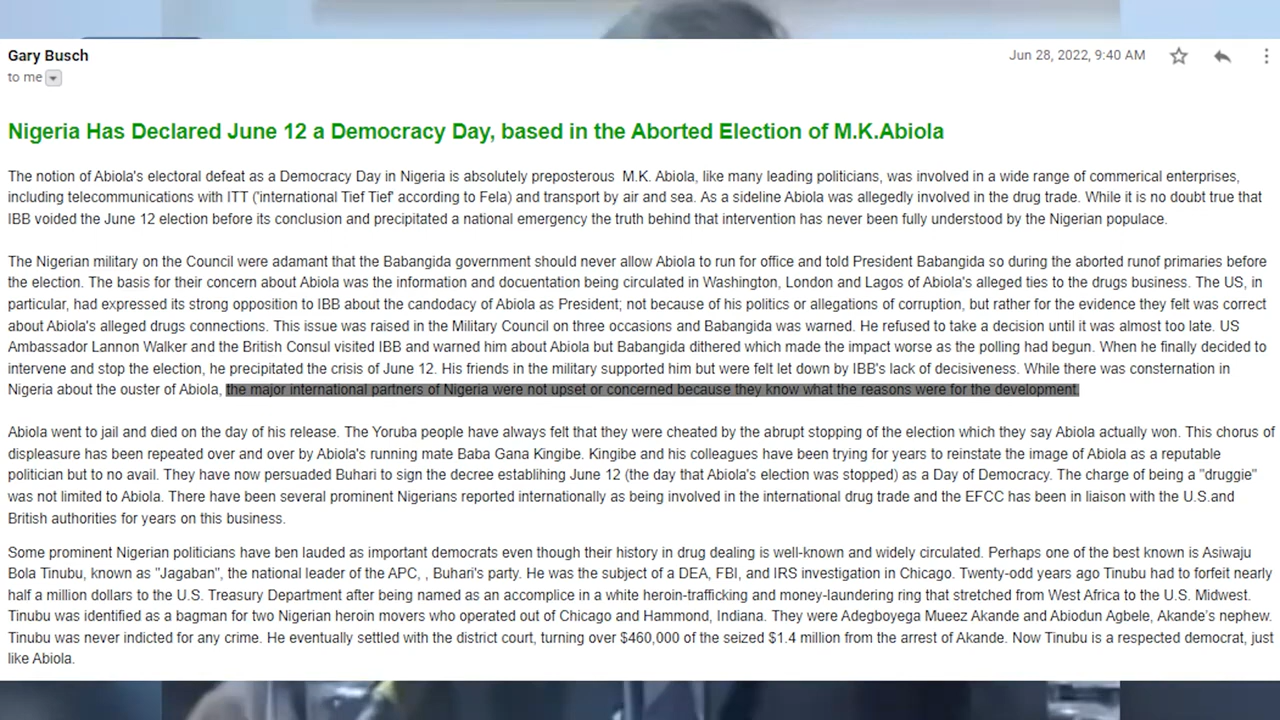 Gary Busch
Jun 28, 2022, 9:40 AM
to me
Nigeria Has Declared June 12 a Democracy Day, based in the Aborted Election of M.K.Abiola
The notion of Abiola's electoral defeat as a Democracy Day in Nigeria is absolutely preposterous  M.K. Abiola, like many leading politicians, was involved in a wide range of commerical enterprises,
including telecommunications with ITT ('international Tief Tief' according to Fela) and transport by air and sea. As a sideline Abiola was allegedly involved in the drug trade. While it is no doubt true that
IBB voided the June 12 election before its conclusion and precipitated a national emergency the truth behind that intervention has never been fully understood by the Nigerian populace.
The Nigerian military on the Council were adamant that the Babangida government should never allow Abiola to run for office and told President Babangida so during the aborted runof primaries before
the election. The basis for their concern about Abiola was the information and docuentation being circulated in Washington, London and Lagos of Abiola's alleged ties to the drugs business. The US, in
particular, had expressed its strong opposition to IBB about the candodacy of Abiola as President; not because of his politics or allegations of corruption, but rather for the evidence they felt was correct
about Abiola's alleged drugs connections. This issue was raised in the Military Council on three occasions and Babangida was warned. He refused to take a decision until it was almost too late. US
Ambassador Lannon Walker and the British Consul visited IBB and warned him about Abiola but Babangida dithered which made the impact worse as the polling had begun. When he finally decided to
intervene and stop the election, he precipitated the crisis of June 12. His friends in the military supported him but were felt let down by IBB's lack of decisiveness. While there was consternation in
Nigeria about the ouster of Abiola, the major international partners of Nigeria were not upset or concerned because they know what the reasons were for the development.
Abiola went to jail and died on the day of his release. The Yoruba people have always felt that they were cheated by the abrupt stopping of the election which they say Abiola actually won. This chorus of
displeasure has been repeated over and over by Abiola's running mate Baba Gana Kingibe. Kingibe and his colleagues have been trying for years to reinstate the image of Abiola as a reputable
politician but to no avail. They have now persuaded Buhari to sign the decree establihing June 12 (the day that Abiola's election was stopped) as a Day of Democracy. The charge of being a "druggie"
was not limited to Abiola. There have been several prominent Nigerians reported internationally as being involved in the international drug trade and the EFCC has been in liaison with the U.S.and
British authorities for years on this business.
Some prominent Nigerian politicians have ben lauded as important democrats even though their history in drug dealing is well-known and widely circulated. Perhaps one of the best known is Asiwaju
Bola Tinubu, known as "Jagaban", the national leader of the APC, , Buhari's party. He was the subject of a DEA, FBI, and IRS investigation in Chicago. Twenty-odd years ago Tinubu had to forfeit nearly
half a million dollars to the U.S. Treasury Department after being named as an accomplice in a white heroin-trafficking and money-laundering ring that stretched from West Africa to the U.S. Midwest.
Tinubu was identified as a bagman for two Nigerian heroin movers who operated out of Chicago and Hammond, Indiana. They were Adegboyega Mueez Akande and Abiodun Agbele, Akande's nephew.
Tinubu was never indicted for any crime. He eventually settled with the district court, turning over $460,000 of the seized $1.4 million from the arrest of Akande. Now Tinubu is a respected democrat, just
like Abiola.